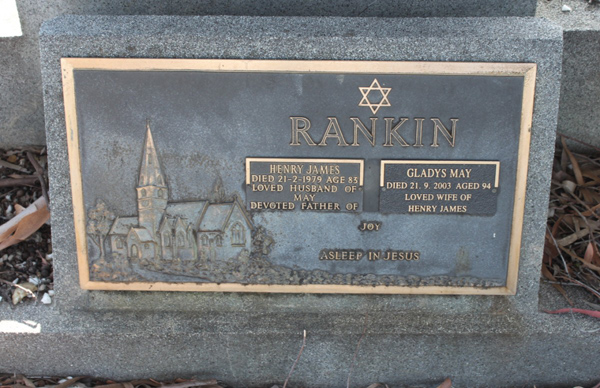 RANKIN
HENRY JAMES
DIED 21-2-1979 AGE 83
LOVED HUSBAND OF
MAY
DEVOTED FATHER OF
GLADYS MAY
DIED 21. 9. 2003 AGED 94
LOVED WIFE OF
HENRY JAMES
JOY
ASLEEP IN JESUS